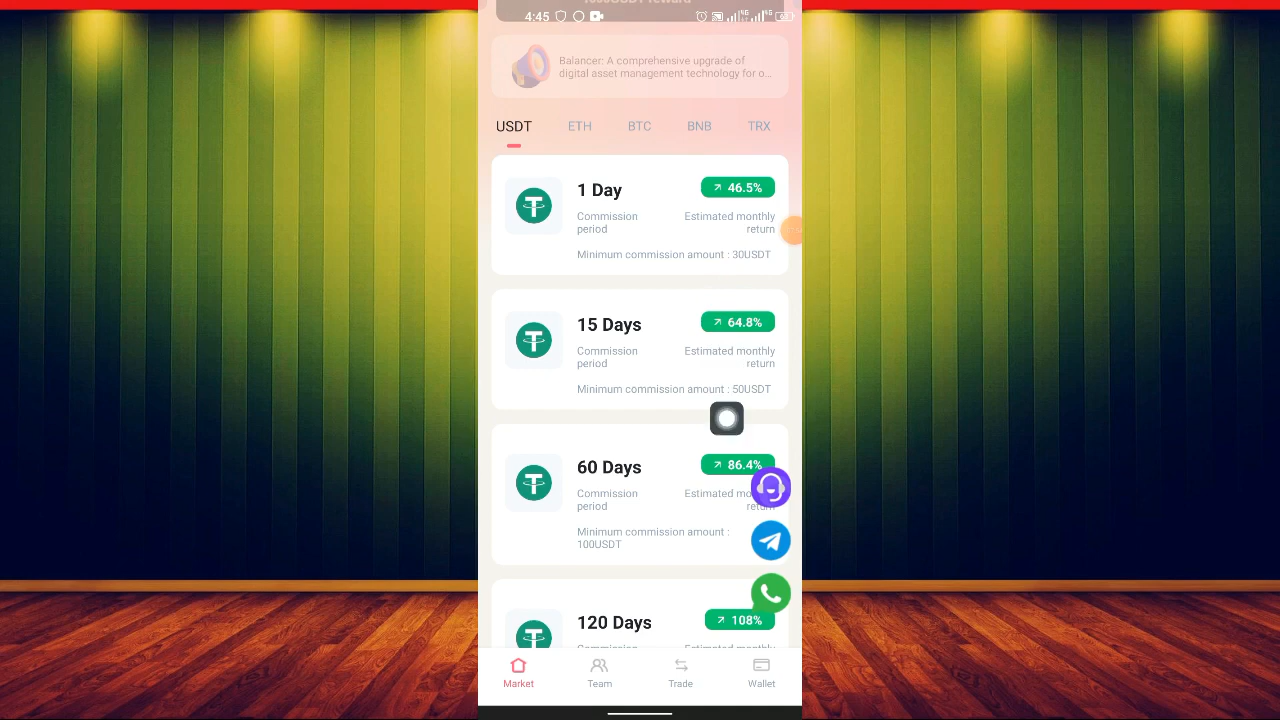 4:45
Balancer: A comprehensive upgrade of
digital asset management technology for o...
USDT ETH BTC BNB TRX
1 Day
46.5%
Commission
period
Estimated monthly
return
Minimum commission amount : 30USDT
15 Days
64.8%
Commission
period
Estimated monthly
return
Minimum commission amount : 50USDT
60 Days
86.4%
Commission
period
Estimated mo
return
Minimum commission amount :
100USDT
120 Days
108%
Market Team Trade Wallet